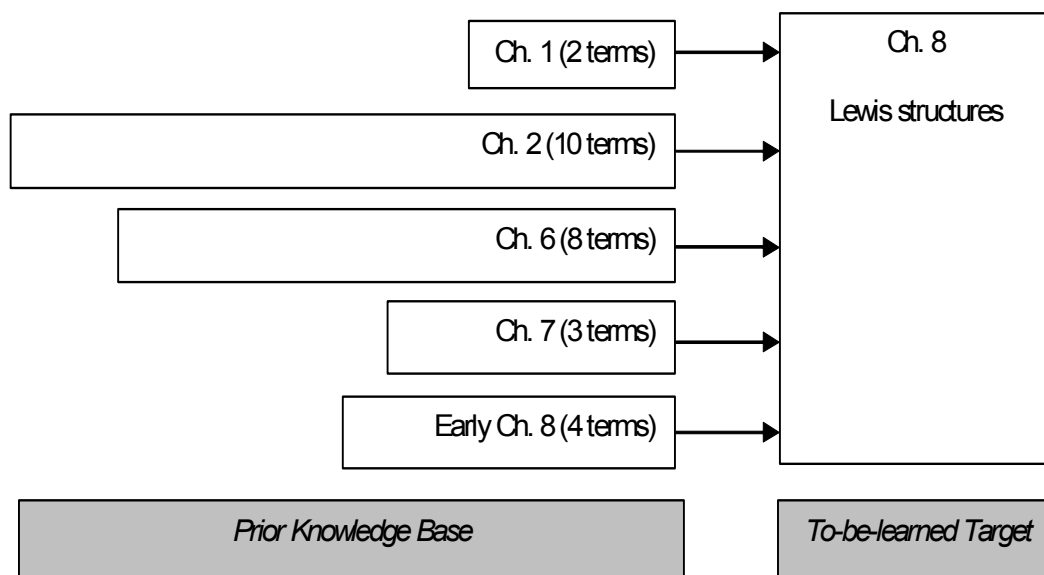 Ch. 1 (2 terms)
Ch. 8
Lewis structures
Ch. 2 (10 terms)
Ch. 6 (8 terms)
Ch. 7 (3 terms)
Early Ch. 8 (4 terms)
Prior Knowledge Base
To-be-learned Target